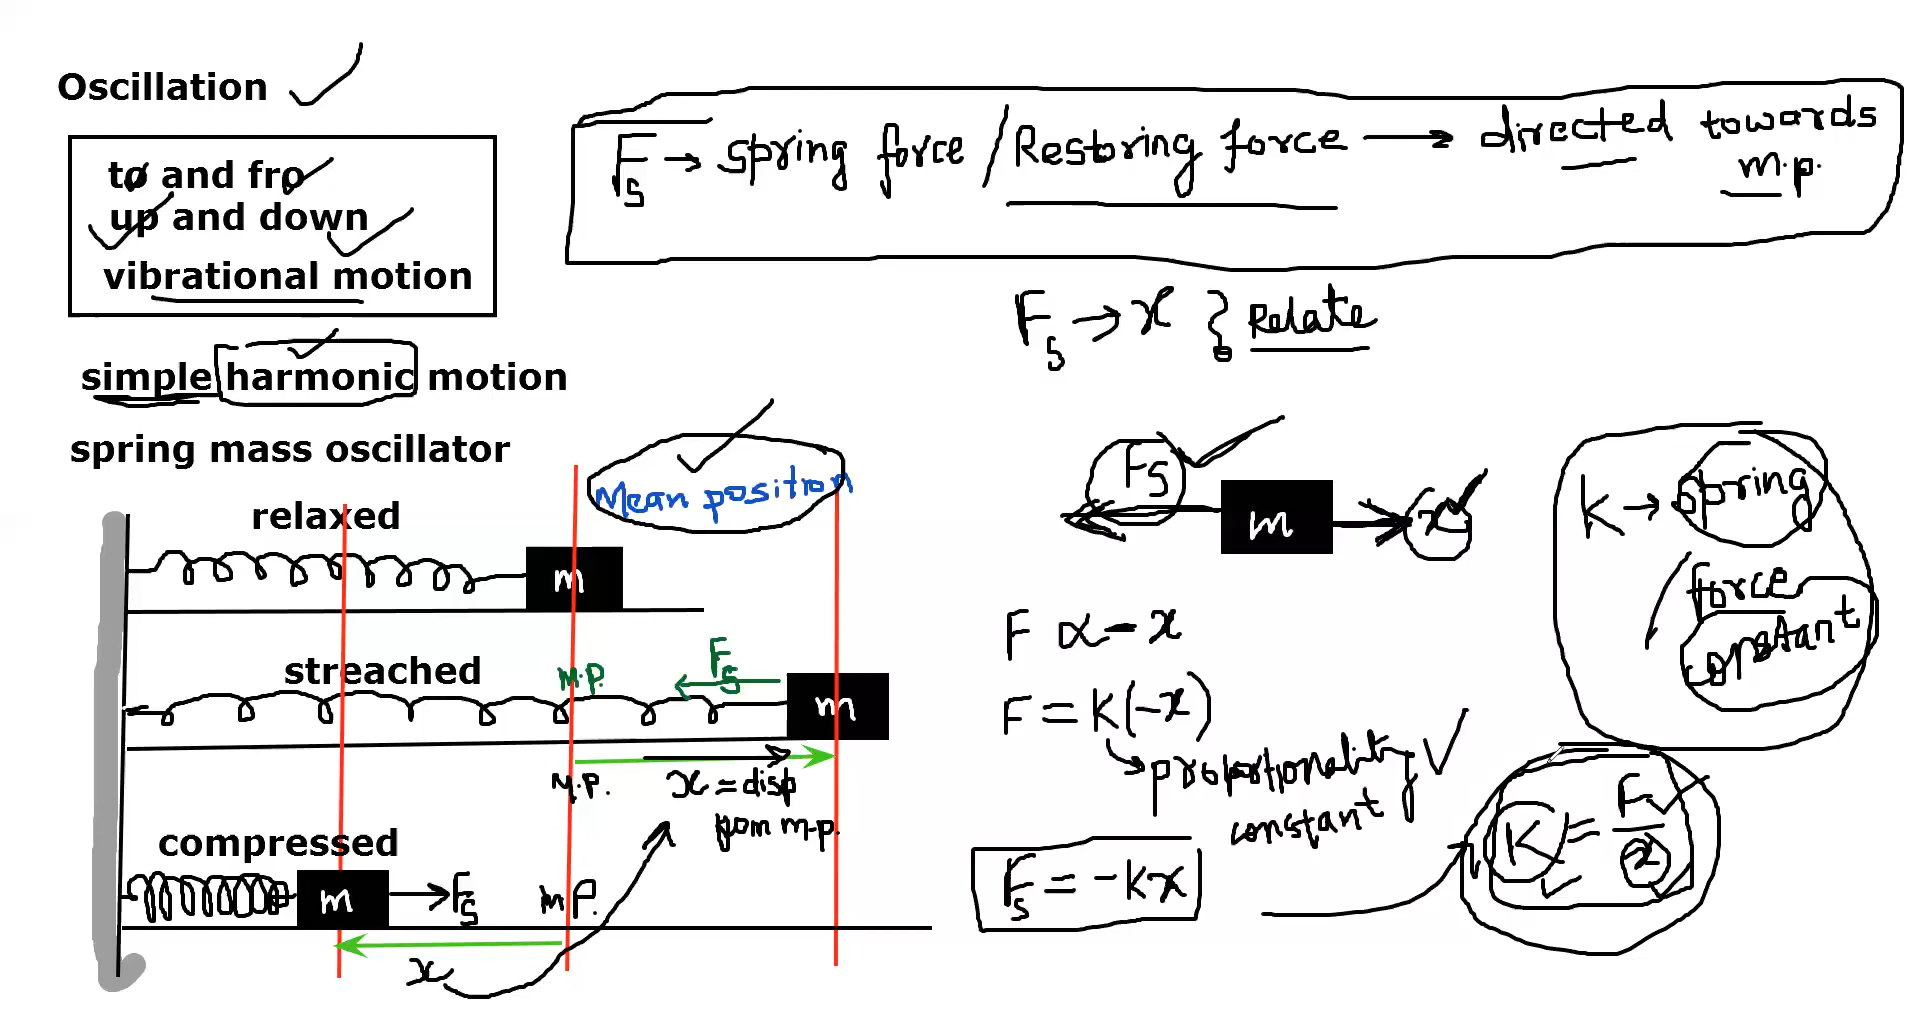 Oscillation
to and fro
up and down
vibrational motion
simple harmonic motion
spring mass oscillator
Mean position
relaxed
m
streached
M.P.
Fs
m
M.P.
x = disp
from m.p.
compressed
m
Fs
m P.
x
Fs → spring force / Restoring force → directed towards
m.p.
Fs → x } Relate
Fs
m
x
F α - x
F = K(-x)
proportionality
constant
Fs = -kx
K → spring
force
constant
K = F/x